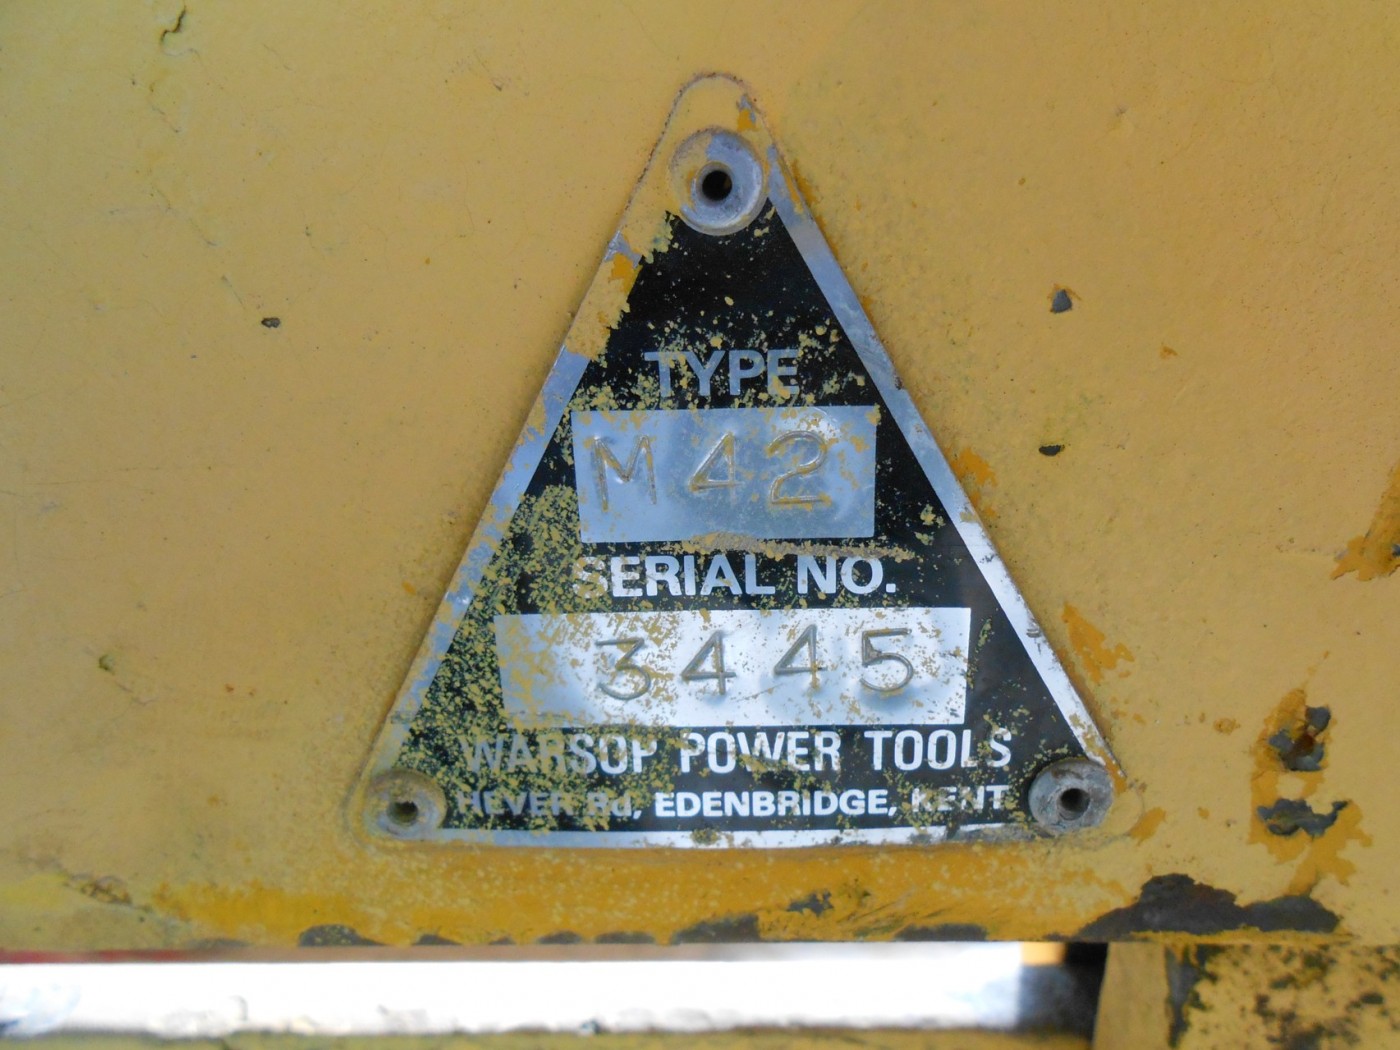 TYPE
M42
SERIAL NO.
3445
WARSOP POWER TOOLS
HEVER Rd, EDENBRIDGE, KENT